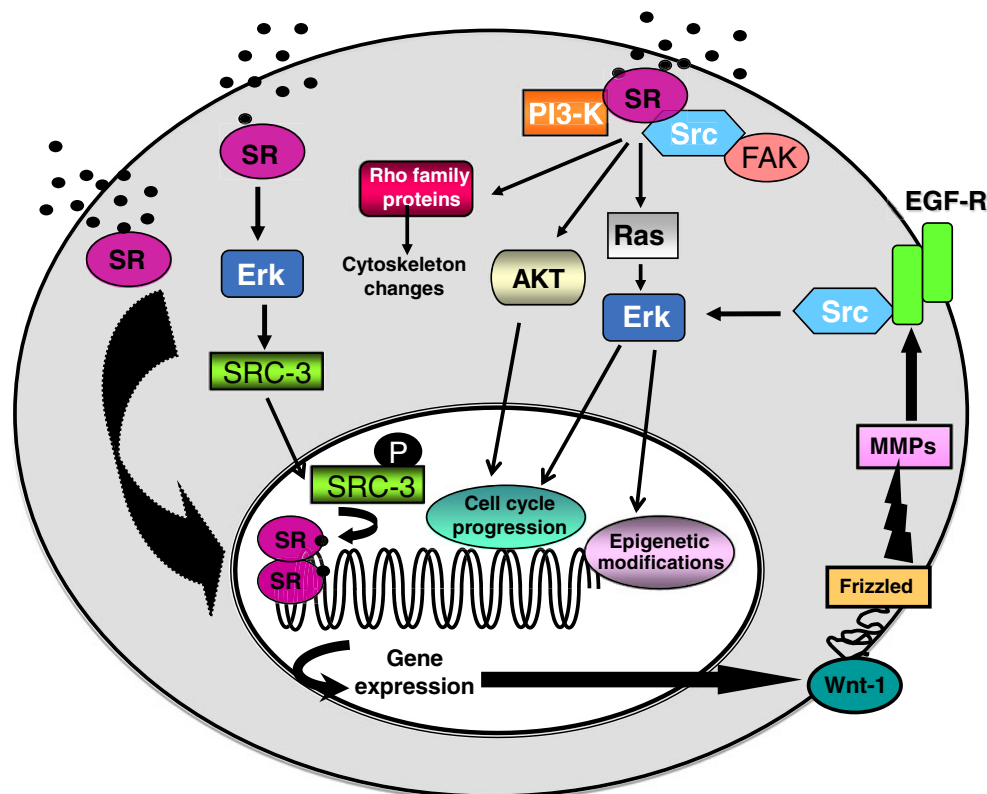 SR
PI3-K
Src
FAK
SR
Rho family
proteins
EGF-R
SR
Erk
Cytoskeleton
changes
AKT
Ras
Erk
Src
SRC-3
MMPs
P
SRC-3
Cell cycle
progression
SR
SR
Epigenetic
modifications
Frizzled
Gene
expression
Wnt-1